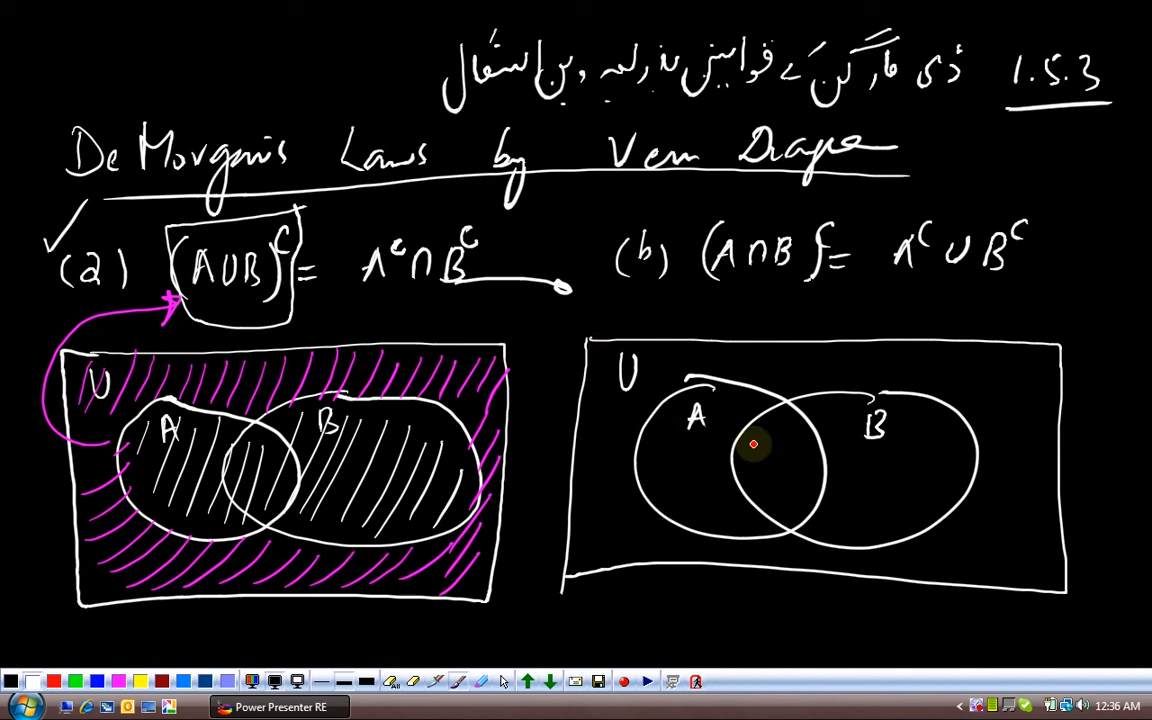 ڈی مارگن کے قوانین بذریعہ وین اشکال 1.5.3
De Morgan's Laws by Venn Diagram
(a) (A∪B)ᶜ = Aᶜ∩Bᶜ (b) (A∩B)ᶜ = Aᶜ∪Bᶜ
U U
A B A B
All
Power Presenter RE 12:36 AM